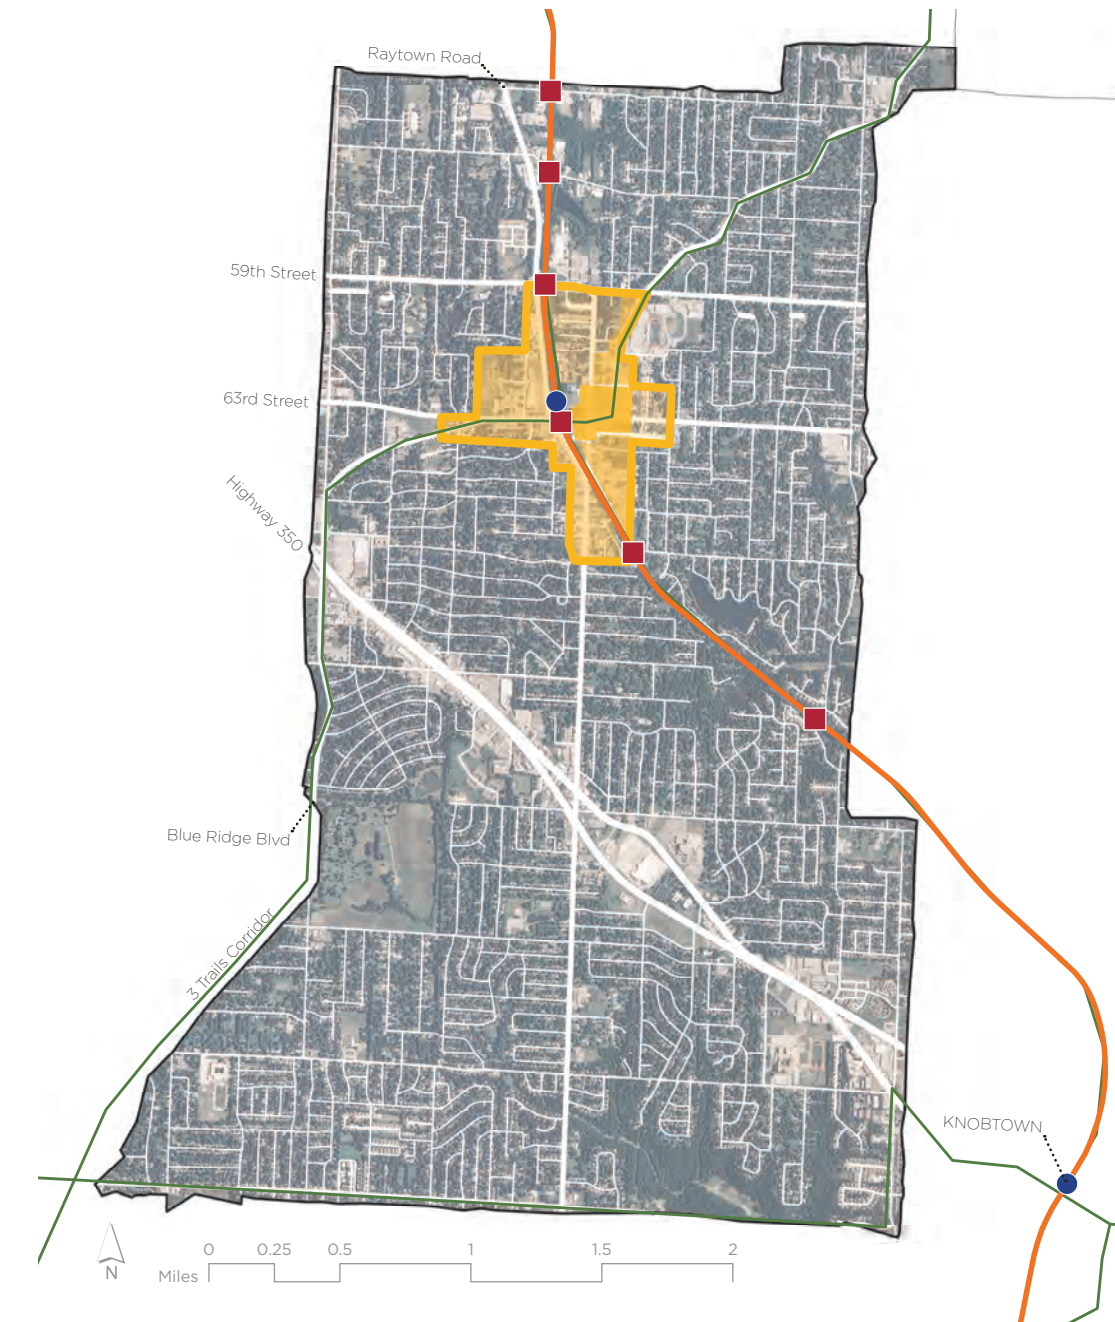 Raytown Road
59th Street
63rd Street
Highway 350
Blue Ridge Blvd
3 Trails Corridor
KNOBTOWN
N
0 0.25 0.5 1 1.5 2
Miles